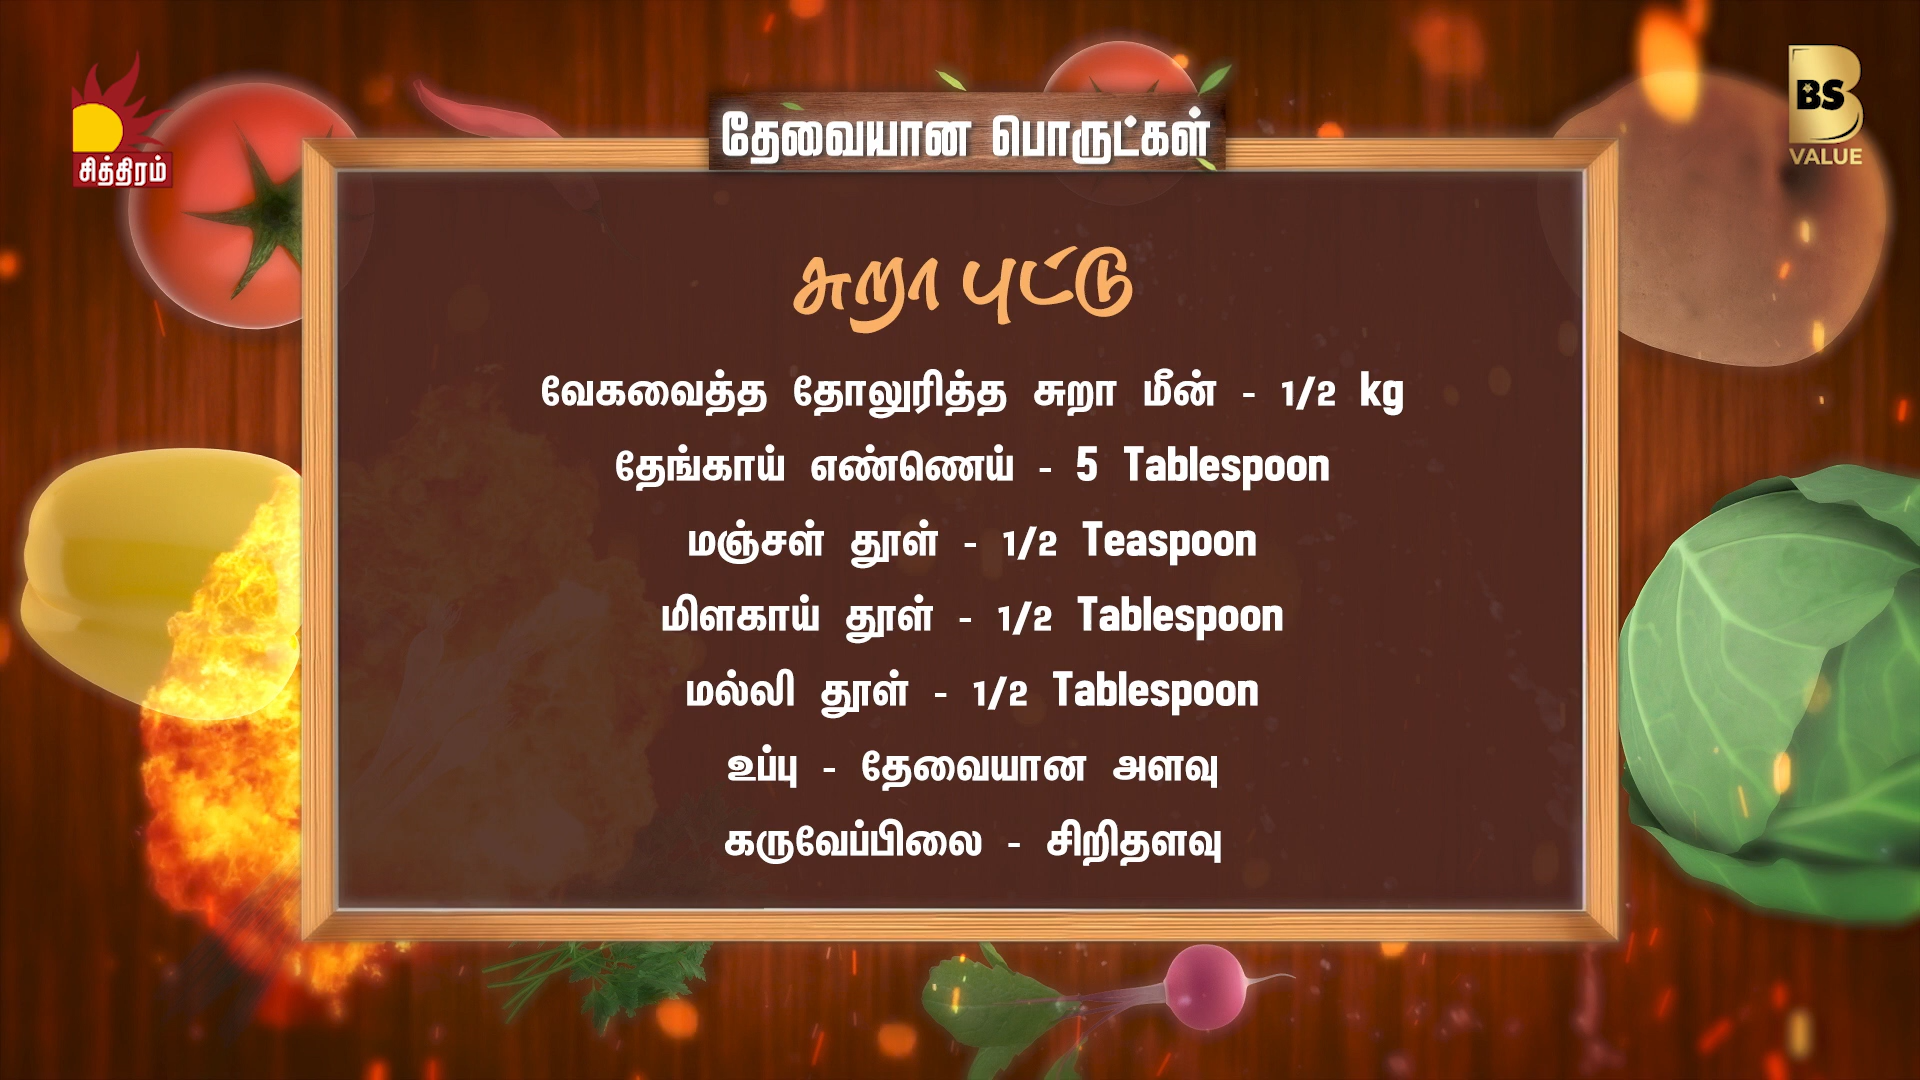 சித்திரம்
BS
VALUE
தேவையான பொருட்கள்
சுறா புட்டு
வேகவைத்த தோலுரித்த சுறா மீன் - 1/2 kg
தேங்காய் எண்ணெய் - 5 Tablespoon
மஞ்சள் தூள் - 1/2 Teaspoon
மிளகாய் தூள் - 1/2 Tablespoon
மல்லி தூள் - 1/2 Tablespoon
உப்பு - தேவையான அளவு
கருவேப்பிலை - சிறிதளவு